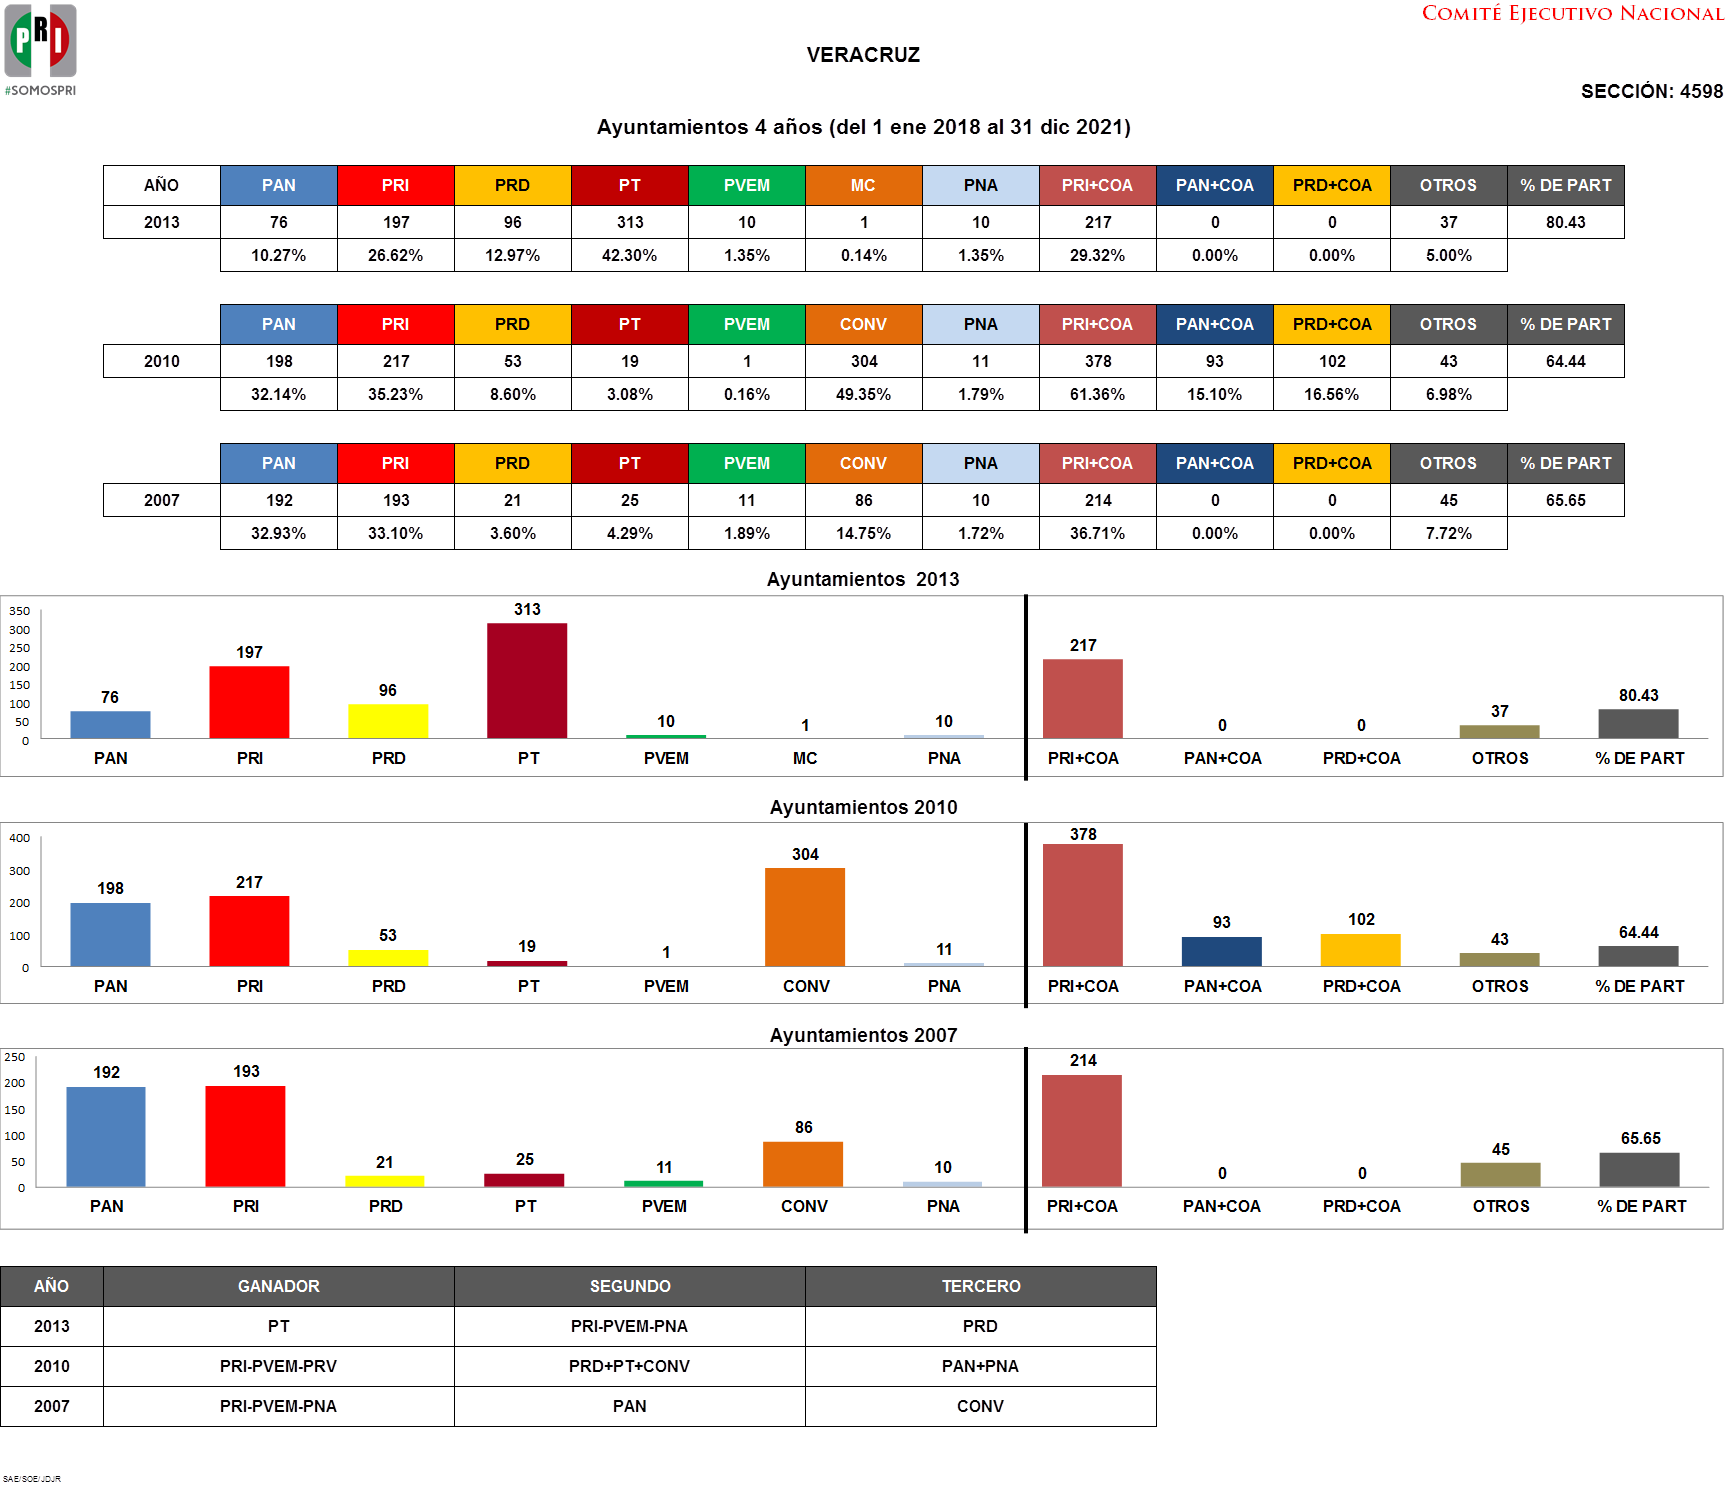 PRI
#SOMOSPRI
COMITÉ EJECUTIVO NACIONAL
VERACRUZ
SECCIÓN: 4598
Ayuntamientos 4 años (del 1 ene 2018 al 31 dic 2021)
AÑO PAN PRI PRD PT PVEM MC PNA PRI+COA PAN+COA PRD+COA OTROS % DE PART
2013 76 197 96 313 10 1 10 217 0 0 37 80.43
10.27% 26.62% 12.97% 42.30% 1.35% 0.14% 1.35% 29.32% 0.00% 0.00% 5.00%
PAN PRI PRD PT PVEM CONV PNA PRI+COA PAN+COA PRD+COA OTROS % DE PART
2010 198 217 53 19 1 304 11 378 93 102 43 64.44
32.14% 35.23% 8.60% 3.08% 0.16% 49.35% 1.79% 61.36% 15.10% 16.56% 6.98%
PAN PRI PRD PT PVEM CONV PNA PRI+COA PAN+COA PRD+COA OTROS % DE PART
2007 192 193 21 25 11 86 10 214 0 0 45 65.65
32.93% 33.10% 3.60% 4.29% 1.89% 14.75% 1.72% 36.71% 0.00% 0.00% 7.72%
Ayuntamientos 2013
350
300
250
200
150
100
50
0
76 197 96 313 10 1 10 217 0 0 37 80.43
PAN PRI PRD PT PVEM MC PNA PRI+COA PAN+COA PRD+COA OTROS % DE PART
Ayuntamientos 2010
400
300
200
100
0
198 217 53 19 1 304 11 378 93 102 43 64.44
PAN PRI PRD PT PVEM CONV PNA PRI+COA PAN+COA PRD+COA OTROS % DE PART
Ayuntamientos 2007
250
200
150
100
50
0
192 193 21 25 11 86 10 214 0 0 45 65.65
PAN PRI PRD PT PVEM CONV PNA PRI+COA PAN+COA PRD+COA OTROS % DE PART
AÑO GANADOR SEGUNDO TERCERO
2013 PT PRI-PVEM-PNA PRD
2010 PRI-PVEM-PRV PRD+PT+CONV PAN+PNA
2007 PRI-PVEM-PNA PAN CONV
SAE/SOE/JDJR